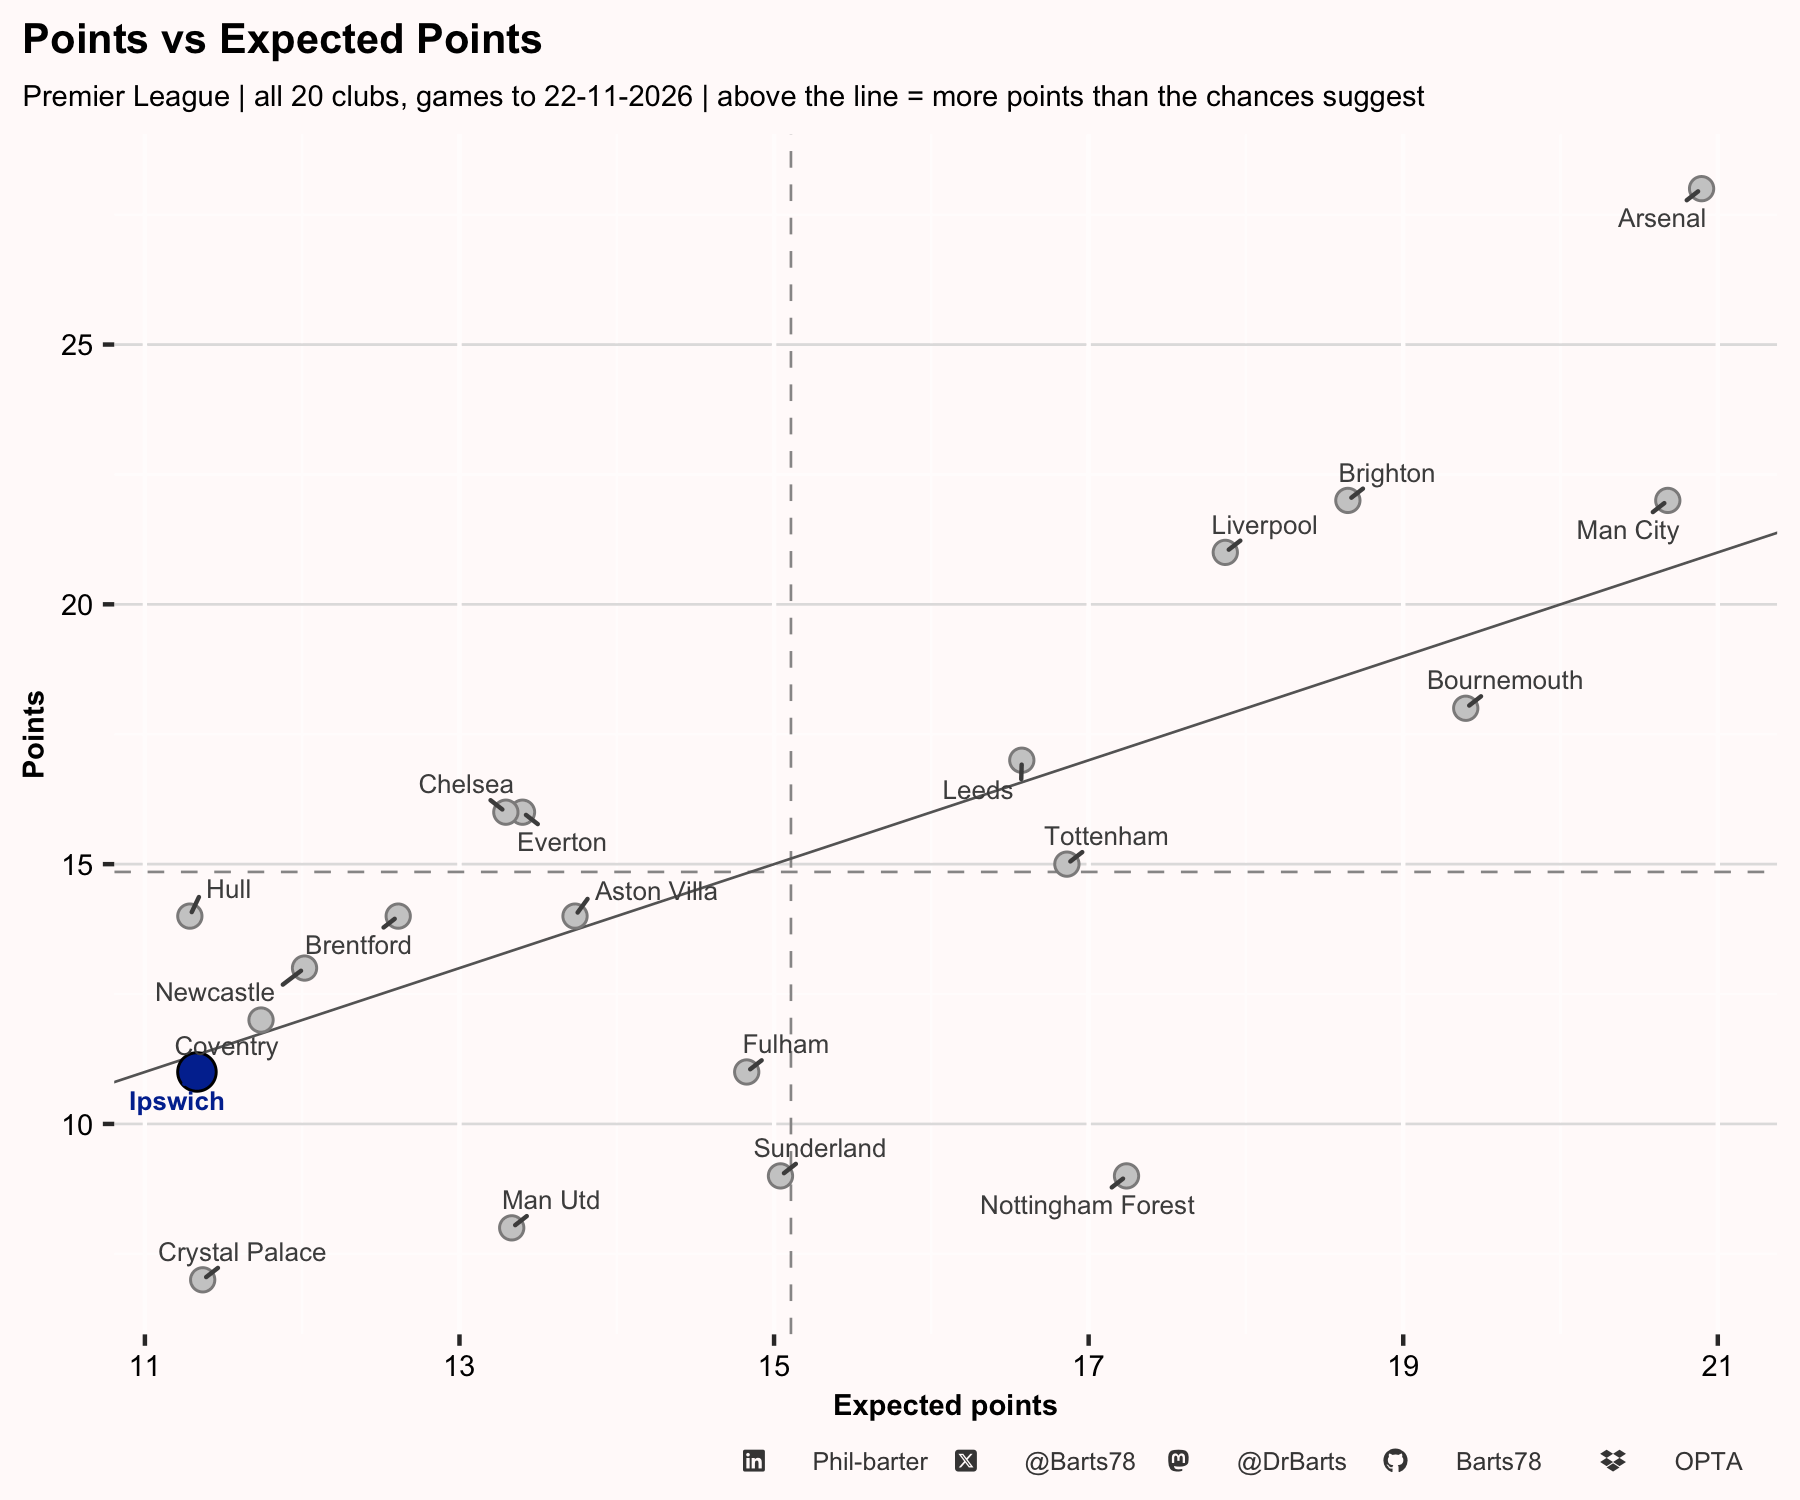 Points vs Expected Points
Premier League | all 20 clubs, games to 22-11-2026 | above the line = more points than the chances suggest
Arsenal
25
Brighton
Man City
Liverpool
20
Bournemouth
Points
Chelsea
Leeds
Everton
Tottenham
15
Hull
Aston Villa
Brentford
Newcastle
Coventry
Fulham
Ipswich
10
Sunderland
Man Utd
Nottingham Forest
Crystal Palace
11 13 15 17 19 21
Expected points
Phil-barter @Barts78 @DrBarts Barts78 OPTA